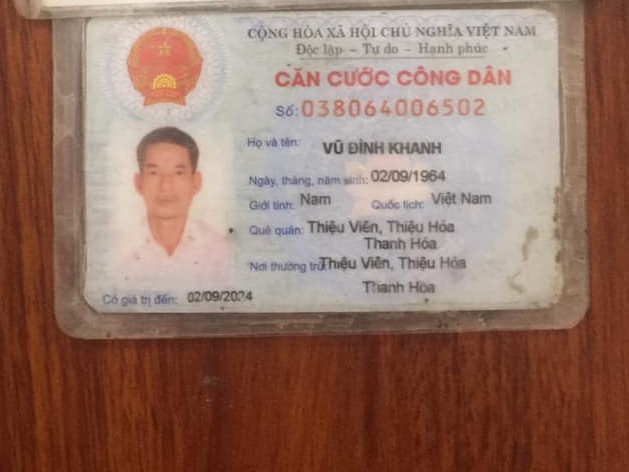 CỘNG HÒA XÃ HỘI CHỦ NGHĨA VIỆT NAM
Độc lập - Tự do - Hạnh phúc
CĂN CƯỚC CÔNG DÂN
Số: 038064006502
Họ và tên: VŨ ĐÌNH KHANH
Ngày, tháng, năm sinh: 02/09/1964
Giới tính: Nam Quốc tịch: Việt Nam
Quê quán: Thiệu Viên, Thiệu Hóa
Thanh Hóa
Nơi thường trú: Thiệu Viên, Thiệu Hóa
Thanh Hóa
Có giá trị đến: 02/09/2024